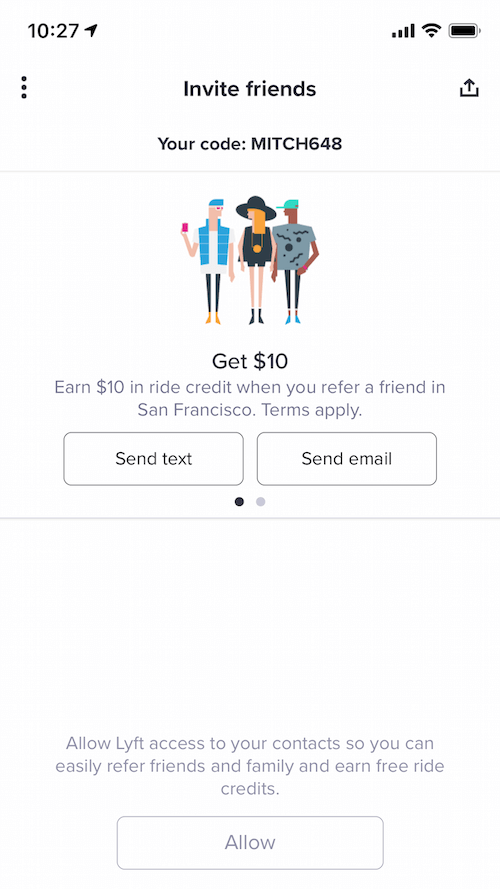 10:27
Invite friends
Your code: MITCH648
Get $10
Earn $10 in ride credit when you refer a friend in
San Francisco. Terms apply.
Send text
Send email
Allow Lyft access to your contacts so you can
easily refer friends and family and earn free ride
credits.
Allow